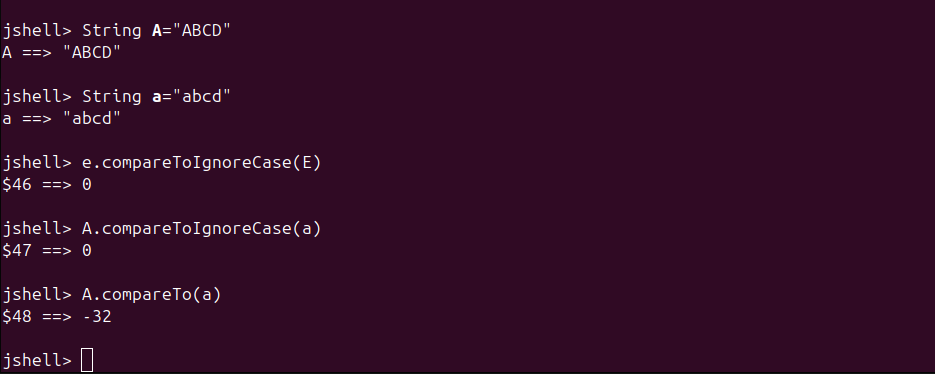 jshell> String A="ABCD"
A ==> "ABCD"
jshell> String a="abcd"
a ==> "abcd"
jshell> e.compareToIgnoreCase(E)
$46 ==> 0
jshell> A.compareToIgnoreCase(a)
$47 ==> 0
jshell> A.compareTo(a)
$48 ==> -32
jshell>